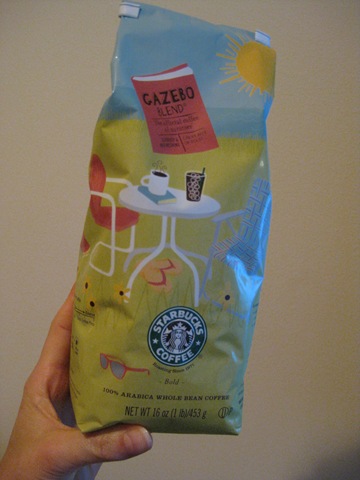 GAZEBO
BLEND®
STARBUCKS
COFFEE
Bold
100% ARABICA WHOLE BEAN COFFEE
NET WT 16 oz (1 lb)/453 g